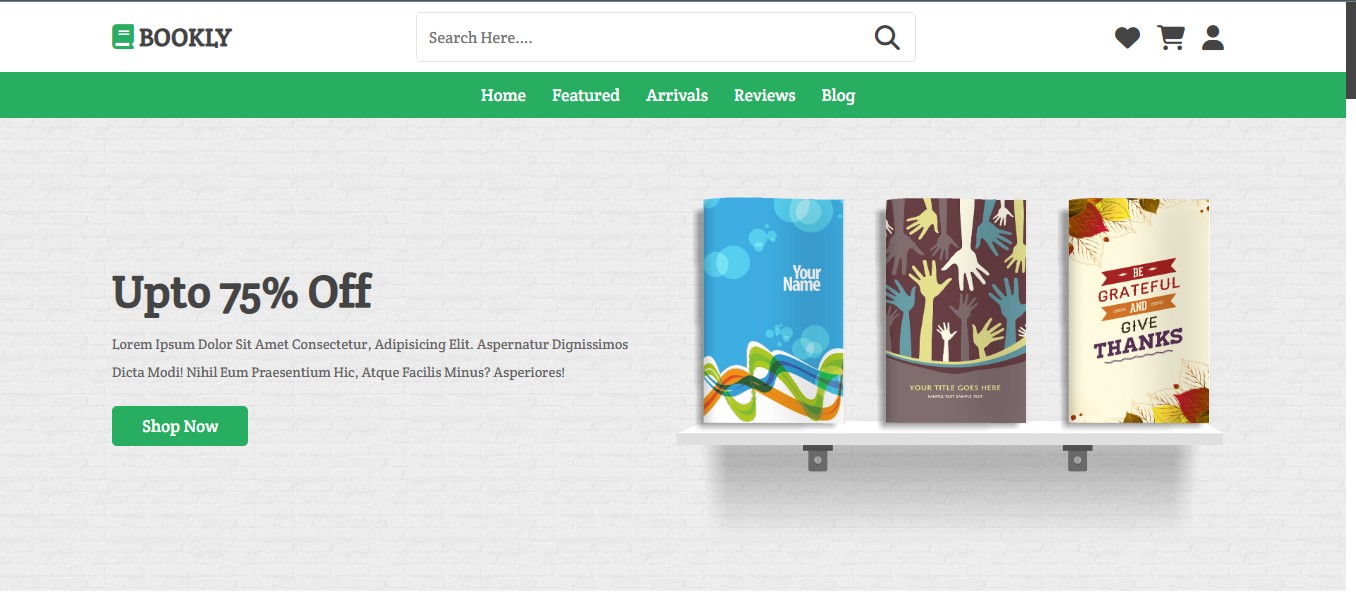 BOOKLY
Search Here....
Home Featured Arrivals Reviews Blog
Upto 75% Off
Lorem Ipsum Dolor Sit Amet Consectetur, Adipisicing Elit. Aspernatur Dignissimos
Dicta Modi! Nihil Eum Praesentium Hic, Atque Facilis Minus? Asperiores!
Shop Now
Your
Name
YOUR TITLE GOES HERE
SAMPLE TEXT SAMPLE TEXT
BE
GRATEFUL
AND
GIVE
THANKS